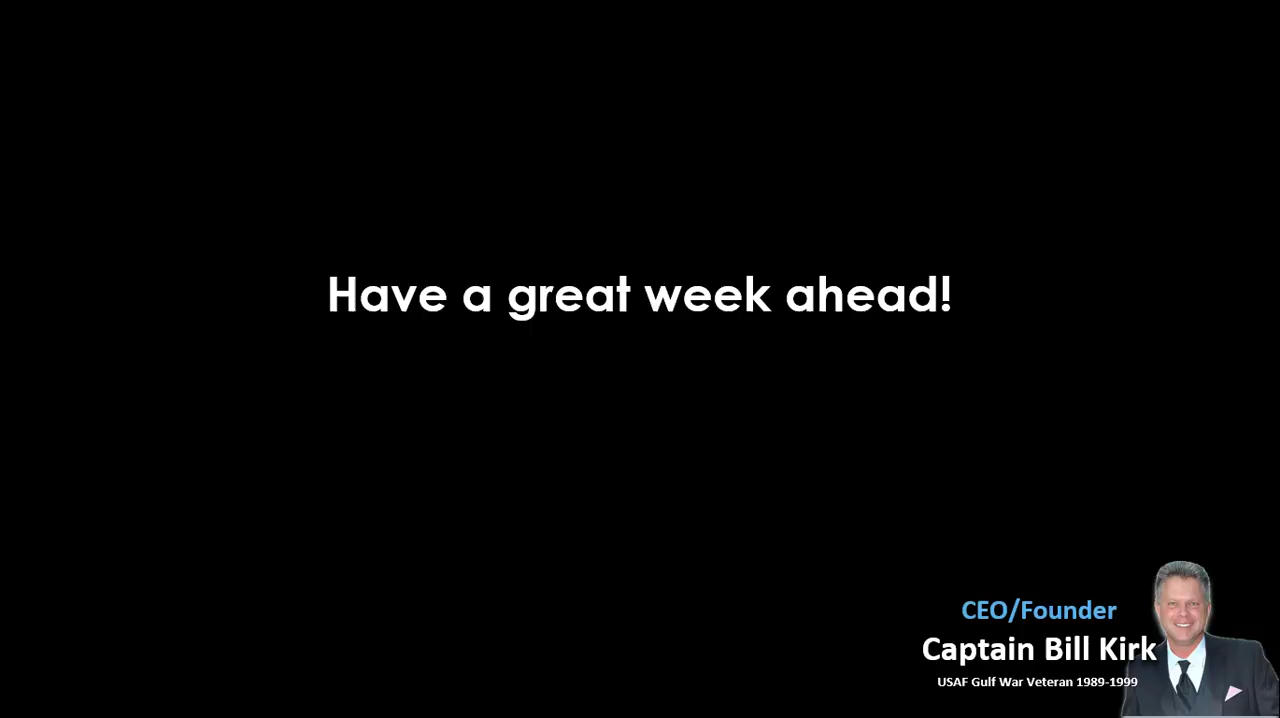 Have a great week ahead!
CEO/Founder
Captain Bill Kirk
USAF Gulf War Veteran 1989-1999